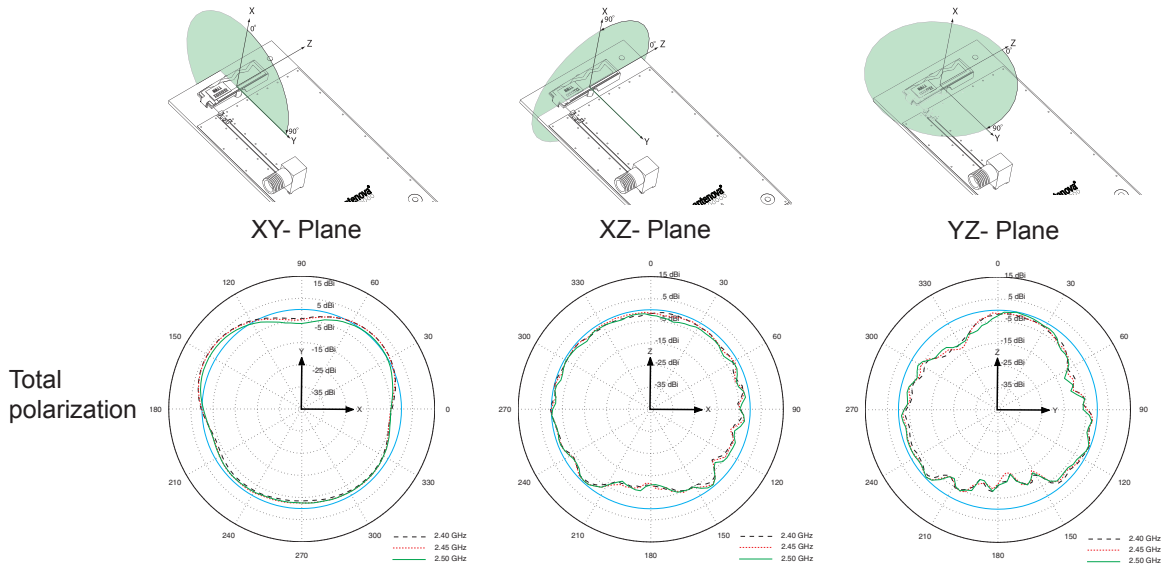 X
0°
Z
90°
Y
X
90°
Z
0°
Y
X
Z
0°
90°
Y
antenova®
XY- Plane
XZ- Plane
YZ- Plane
90
120
60
150
30
180
0
210
330
240
300
270
15 dBi
5 dBi
-5 dBi
-15 dBi
-25 dBi
-35 dBi
Y
X
0
330
30
300
60
270
90
240
120
210
150
180
15 dBi
5 dBi
-5 dBi
-15 dBi
-25 dBi
-35 dBi
Z
X
0
330
30
300
60
270
90
240
120
210
150
180
15 dBi
5 dBi
-5 dBi
-15 dBi
-25 dBi
-35 dBi
Z
Y
Total
polarization
2.40 GHz
2.45 GHz
2.50 GHz
2.40 GHz
2.45 GHz
2.50 GHz
2.40 GHz
2.45 GHz
2.50 GHz